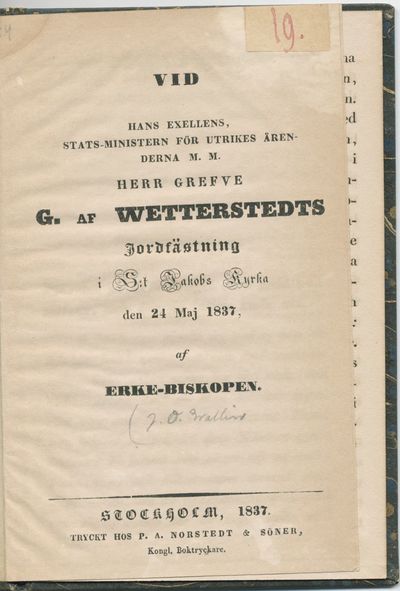 19.
VID
HANS EXELLENS,
STATS-MINISTERN FÖR UTRIKES ÄREN-
DERNA M. M.
HERR GREFVE
G. AF WETTERSTEDTS
Jordfästning
i S:t Jakobs Kyrka
den 24 Maj 1837,
af
ERKE-BISKOPEN.
(J. O. Wallin
STOCKHOLM, 1837.
TRYCKT HOS P. A. NORSTEDT & SÖNER,
Kongl. Boktryckare.